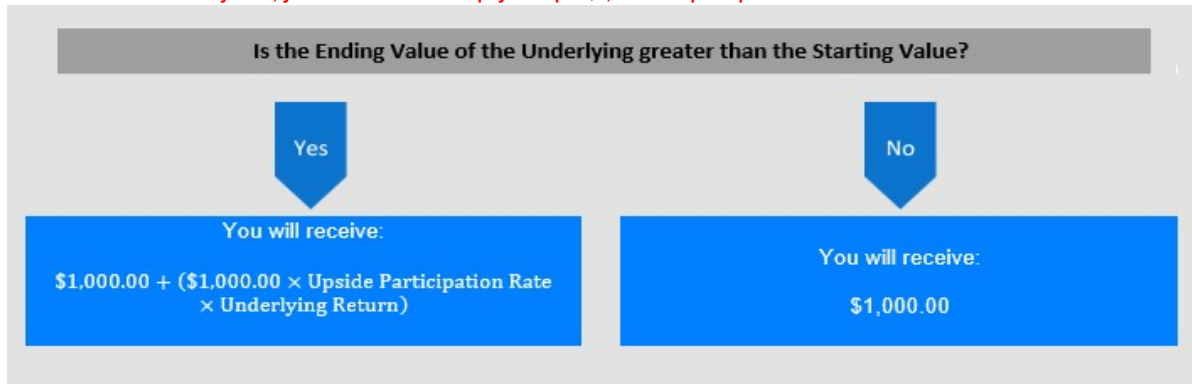 Is the Ending Value of the Underlying greater than the Starting Value?
Yes
No
You will receive:
$1,000.00 + ($1,000.00 × Upside Participation Rate
× Underlying Return)
You will receive:
$1,000.00